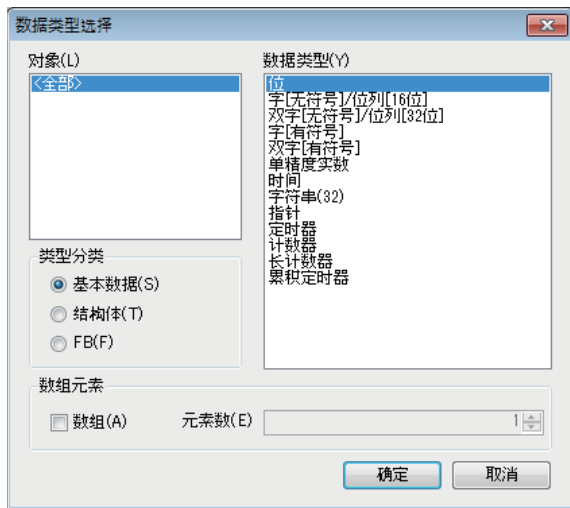 数据类型选择
对象(L)
<全部>
数据类型(Y)
位
字[无符号]/位列[16位]
双字[无符号]/位列[32位]
字[有符号]
双字[有符号]
单精度实数
时间
字符串(32)
指针
定时器
计数器
长计数器
累积定时器
类型分类
基本数据(S)
结构体(T)
FB(F)
数组元素
数组(A)
元素数(E)
1
确定
取消